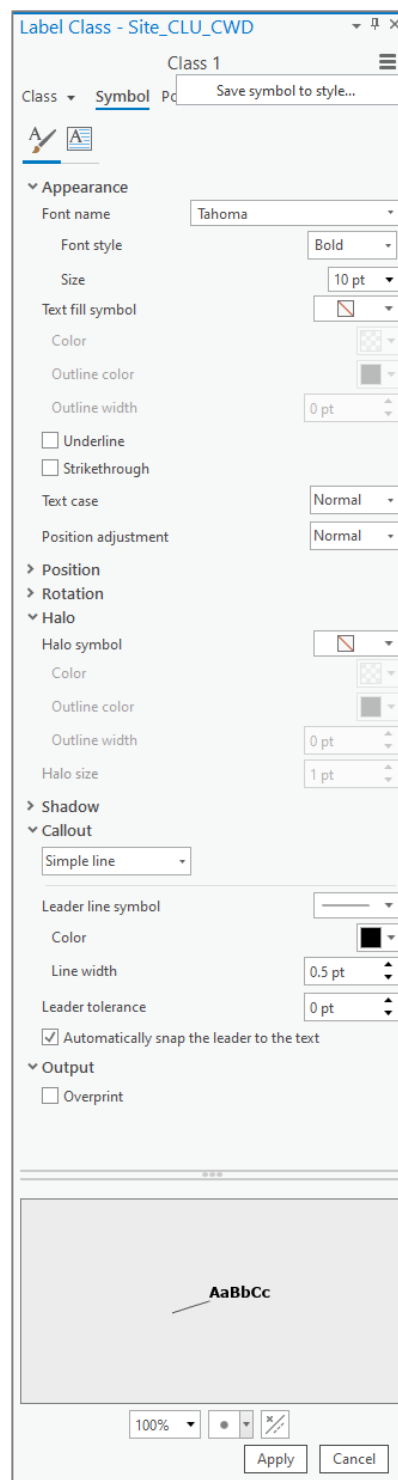 Label Class - Site_CLU_CWD
Class 1
Save symbol to style...
Class Symbol
Appearance
Font name Tahoma
Font style Bold
Size 10 pt
Text fill symbol
Color
Outline color
Outline width 0 pt
Underline
Strikethrough
Text case Normal
Position adjustment Normal
Position
Rotation
Halo
Halo symbol
Color
Outline color
Outline width 0 pt
Halo size 1 pt
Shadow
Callout
Simple line
Leader line symbol
Color
Line width 0.5 pt
Leader tolerance 0 pt
Automatically snap the leader to the text
Output
Overprint
AaBbCc
100%
Apply Cancel